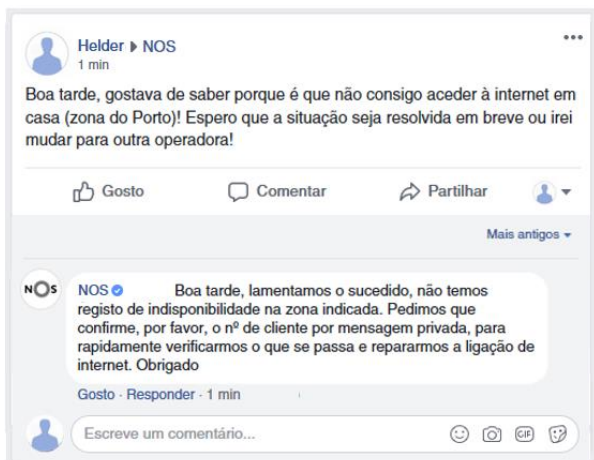 Helder ▶ NOS
1 min
Boa tarde, gostava de saber porque é que não consigo aceder à internet em
casa (zona do Porto)! Espero que a situação seja resolvida em breve ou irei
mudar para outra operadora!
Gosto Comentar Partilhar
Mais antigos
NOS
NOS Boa tarde, lamentamos o sucedido, não temos
registo de indisponibilidade na zona indicada. Pedimos que
confirme, por favor, o nº de cliente por mensagem privada, para
rapidamente verificarmos o que se passa e repararmos a ligação de
internet. Obrigado
Gosto · Responder · 1 min
Escreve um comentário...
GIF